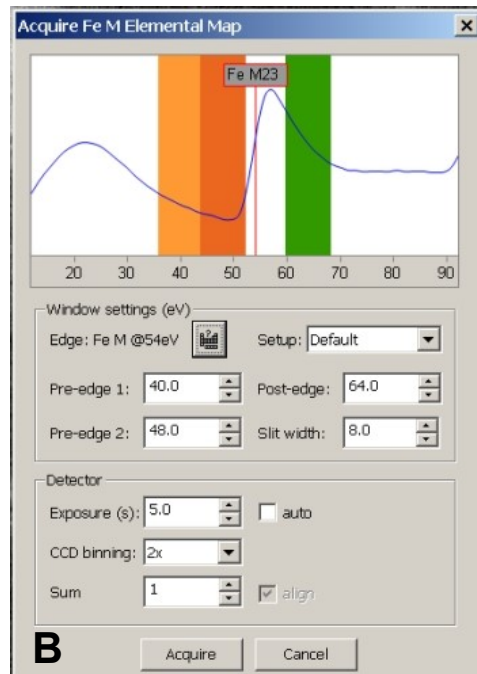 Acquire Fe M Elemental Map
Fe M23
20 30 40 50 60 70 80 90
Window settings (eV)
Edge: Fe M @54eV Setup: Default
Pre-edge 1: 40.0 Post-edge: 64.0
Pre-edge 2: 48.0 Slit width: 8.0
Detector
Exposure (s): 5.0 auto
CCD binning: 2x
Sum 1 align
B Acquire Cancel